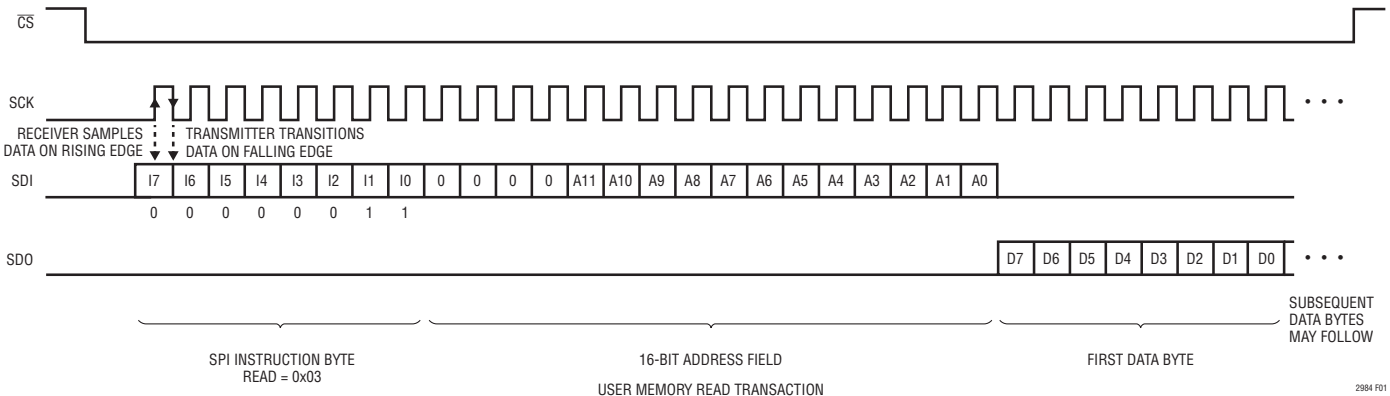 CS
SCK
• • •
RECEIVER SAMPLES
DATA ON RISING EDGE
TRANSMITTER TRANSITIONS
DATA ON FALLING EDGE
SDI I7 I6 I5 I4 I3 I2 I1 I0 0 0 0 0 A11 A10 A9 A8 A7 A6 A5 A4 A3 A2 A1 A0
0 0 0 0 0 0 1 1
SDO D7 D6 D5 D4 D3 D2 D1 D0 • • •
SPI INSTRUCTION BYTE
READ = 0x03
16-BIT ADDRESS FIELD
FIRST DATA BYTE
SUBSEQUENT
DATA BYTES
MAY FOLLOW
USER MEMORY READ TRANSACTION
2984 F01